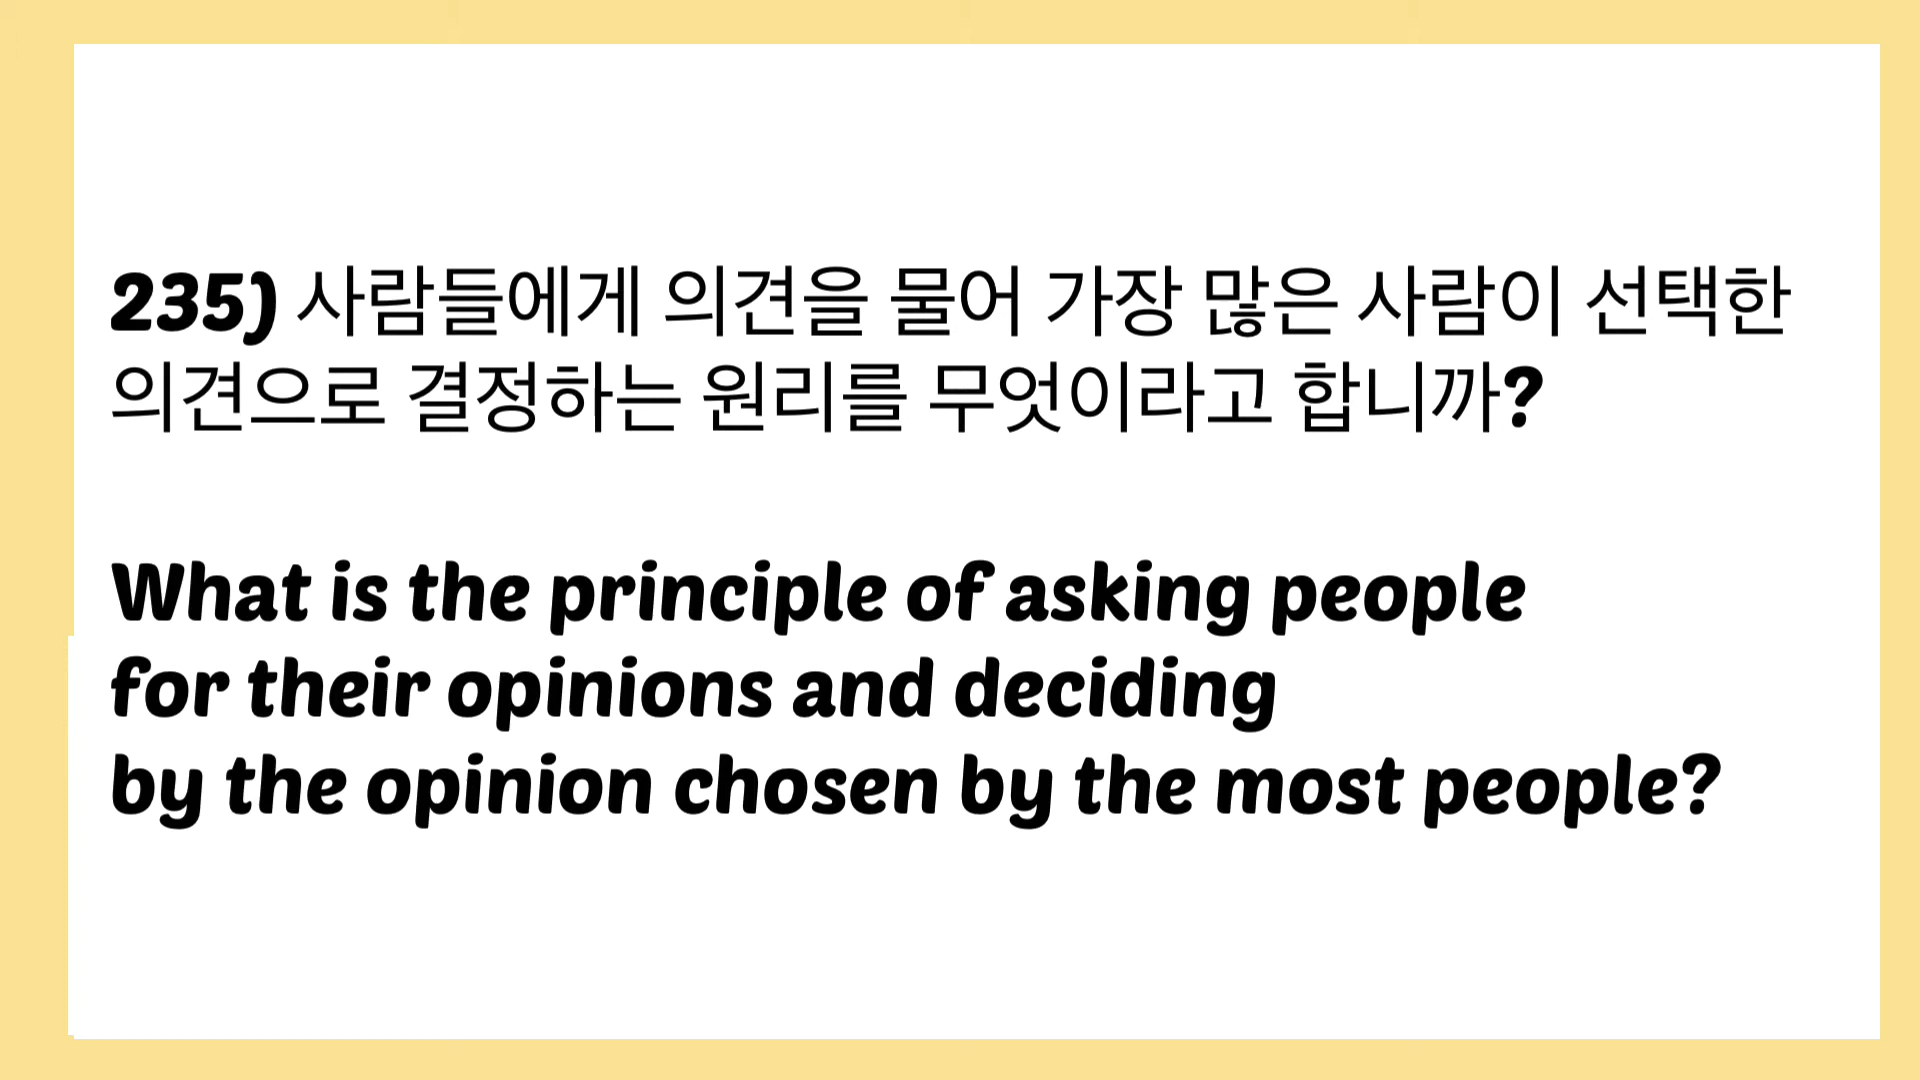 235) 사람들에게 의견을 물어 가장 많은 사람이 선택한
의견으로 결정하는 원리를 무엇이라고 합니까?
What is the principle of asking people
for their opinions and deciding
by the opinion chosen by the most people?